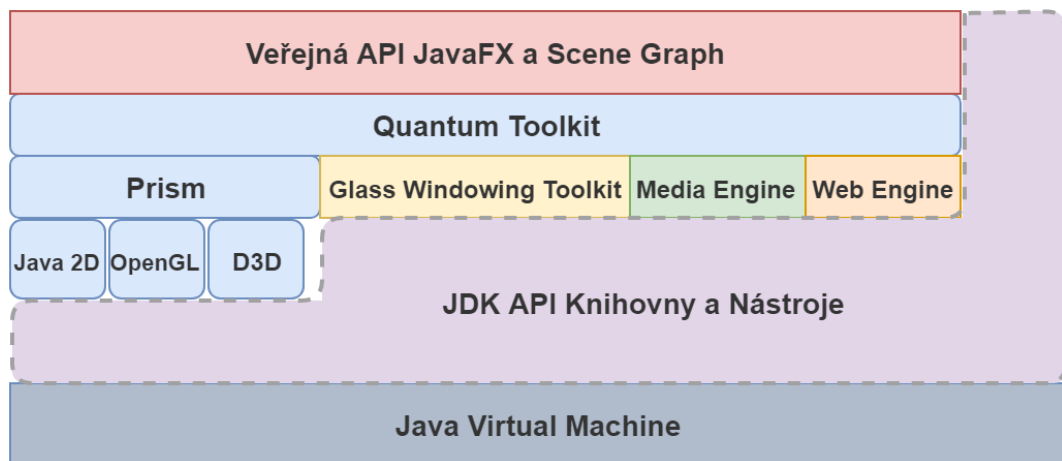 Veřejná API JavaFX a Scene Graph
Quantum Toolkit
Prism
Glass Windowing Toolkit
Media Engine
Web Engine
Java 2D
OpenGL
D3D
JDK API Knihovny a Nástroje
Java Virtual Machine